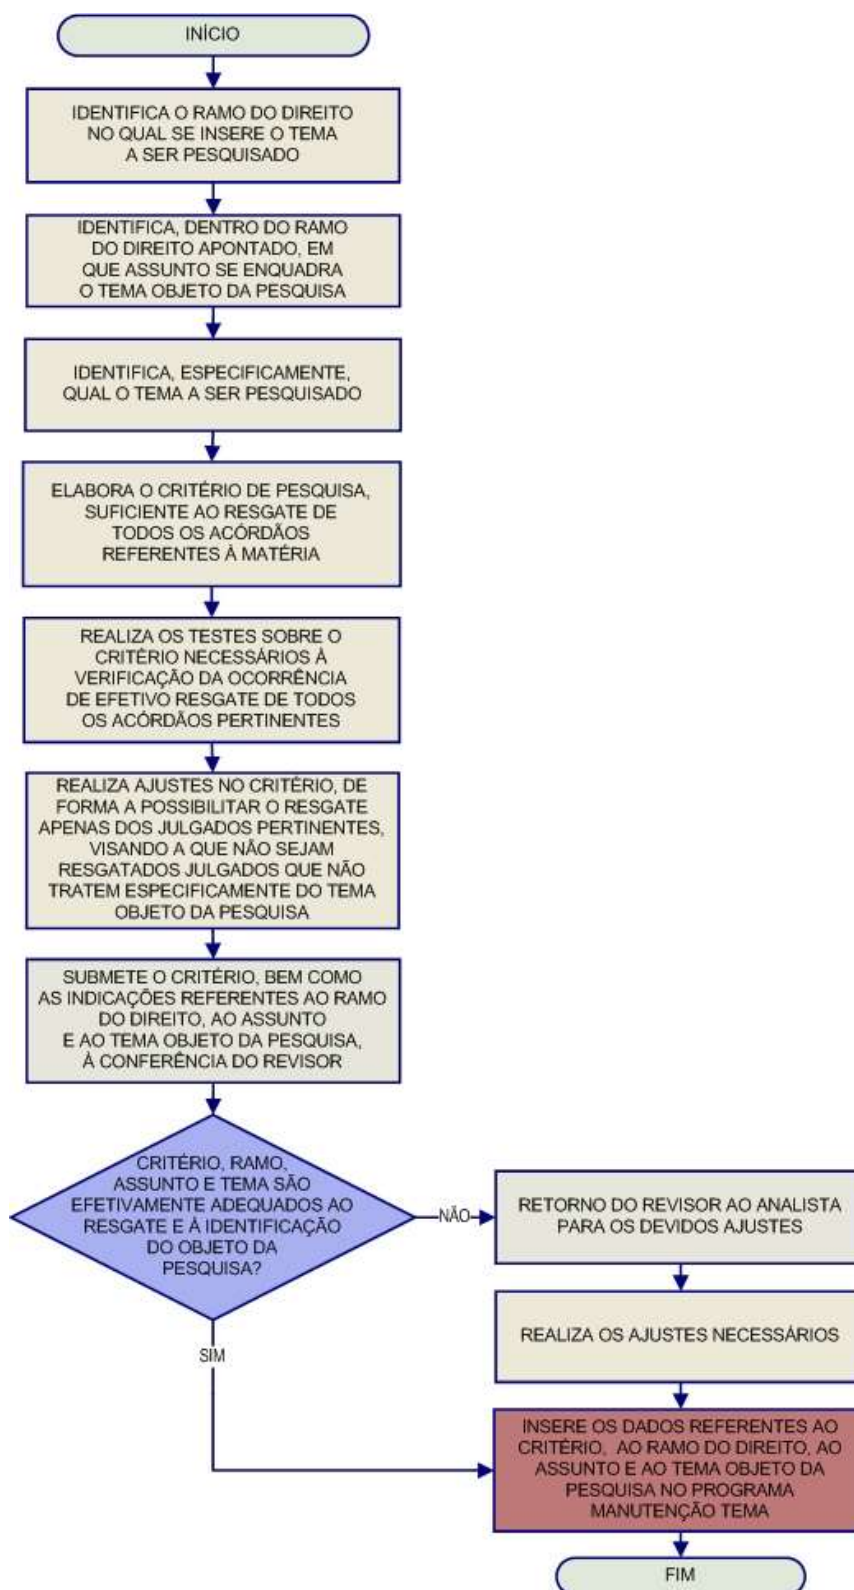 INÍCIO
IDENTIFICA O RAMO DO DIREITO
NO QUAL SE INSERE O TEMA
A SER PESQUISADO
IDENTIFICA, DENTRO DO RAMO
DO DIREITO APONTADO, EM
QUE ASSUNTO SE ENQUADRA
O TEMA OBJETO DA PESQUISA
IDENTIFICA, ESPECIFICAMENTE,
QUAL O TEMA A SER PESQUISADO
ELABORA O CRITÉRIO DE PESQUISA,
SUFICIENTE AO RESGATE DE
TODOS OS ACÓRDÃOS
REFERENTES À MATÉRIA
REALIZA OS TESTES SOBRE O
CRITÉRIO NECESSÁRIOS À
VERIFICAÇÃO DA OCORRÊNCIA
DE EFETIVO RESGATE DE TODOS
OS ACÓRDÃOS PERTINENTES
REALIZA AJUSTES NO CRITÉRIO, DE
FORMA A POSSIBILITAR O RESGATE
APENAS DOS JULGADOS PERTINENTES,
VISANDO A QUE NÃO SEJAM
RESGATADOS JULGADOS QUE NÃO
TRATEM ESPECIFICAMENTE DO TEMA
OBJETO DA PESQUISA
SUBMETE O CRITÉRIO, BEM COMO
AS INDICAÇÕES REFERENTES AO RAMO
DO DIREITO, AO ASSUNTO
E AO TEMA OBJETO DA PESQUISA,
À CONFERÊNCIA DO REVISOR
CRITÉRIO, RAMO,
ASSUNTO E TEMA SÃO
EFETIVAMENTE ADEQUADOS AO
RESGATE E À IDENTIFICAÇÃO
DO OBJETO DA
PESQUISA?
NÃO
RETORNO DO REVISOR AO ANALISTA
PARA OS DEVIDOS AJUSTES
REALIZA OS AJUSTES NECESSÁRIOS
SIM
INSERE OS DADOS REFERENTES AO
CRITÉRIO, AO RAMO DO DIREITO, AO
ASSUNTO E AO TEMA OBJETO DA
PESQUISA NO PROGRAMA
MANUTENÇÃO TEMA
FIM